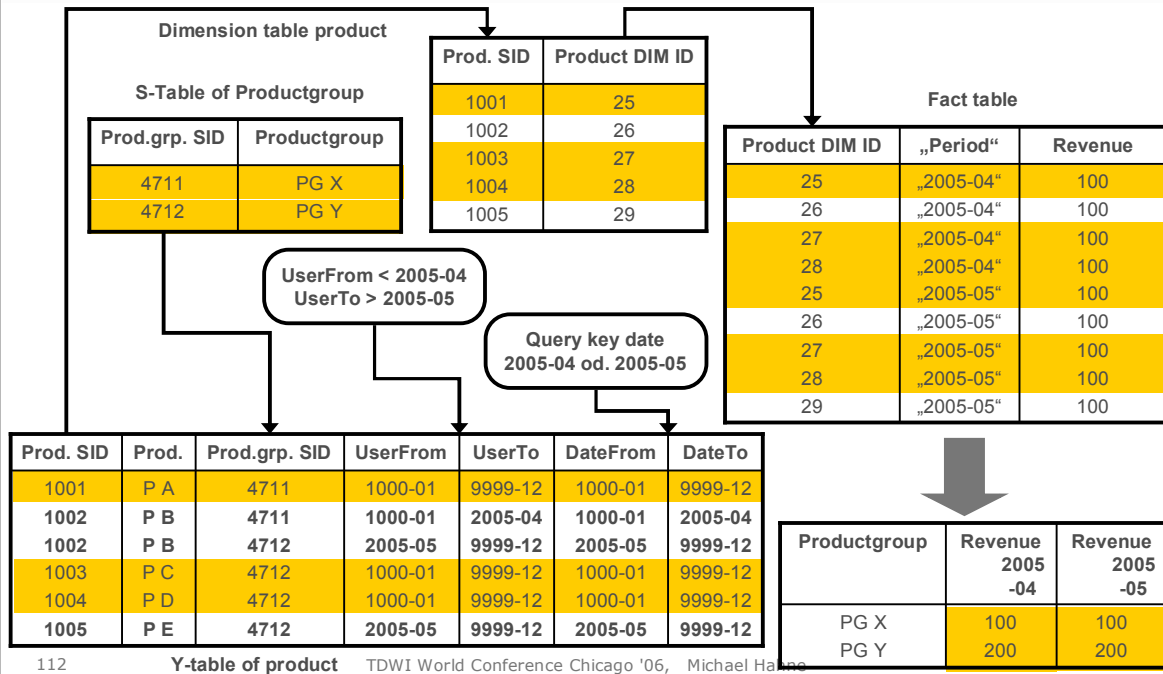 Dimension table product
Prod. SID Product DIM ID
1001 25
1002 26
1003 27
1004 28
1005 29
S-Table of Productgroup
Prod.grp. SID Productgroup
4711 PG X
4712 PG Y
Fact table
Product DIM ID „Period“ Revenue
25 „2005-04“ 100
26 „2005-04“ 100
27 „2005-04“ 100
28 „2005-04“ 100
25 „2005-05“ 100
26 „2005-05“ 100
27 „2005-05“ 100
28 „2005-05“ 100
29 „2005-05“ 100
UserFrom < 2005-04
UserTo > 2005-05
Query key date
2005-04 od. 2005-05
Prod. SID Prod. Prod.grp. SID UserFrom UserTo DateFrom DateTo
1001 P A 4711 1000-01 9999-12 1000-01 9999-12
1002 P B 4711 1000-01 2005-04 1000-01 2005-04
1002 P B 4712 2005-05 9999-12 2005-05 9999-12
1003 P C 4712 1000-01 9999-12 1000-01 9999-12
1004 P D 4712 1000-01 9999-12 1000-01 9999-12
1005 P E 4712 2005-05 9999-12 2005-05 9999-12
Productgroup Revenue Revenue
2005 2005
-04 -05
PG X 100 100
PG Y 200 200
112 Y-table of product TDWI World Conference Chicago '06, Michael Hahne